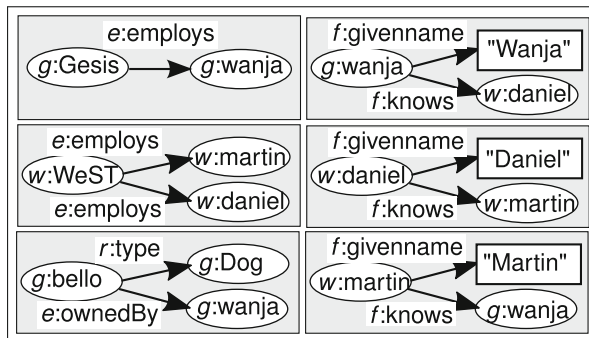 e:employs
g:Gesis g:wanja
f:givenname
g:wanja "Wanja"
f:knows w:daniel
e:employs
w:WeST w:martin
e:employs w:daniel
f:givenname
w:daniel "Daniel"
f:knows w:martin
r:type
g:bello g:Dog
e:ownedBy g:wanja
f:givenname
w:martin "Martin"
f:knows g:wanja